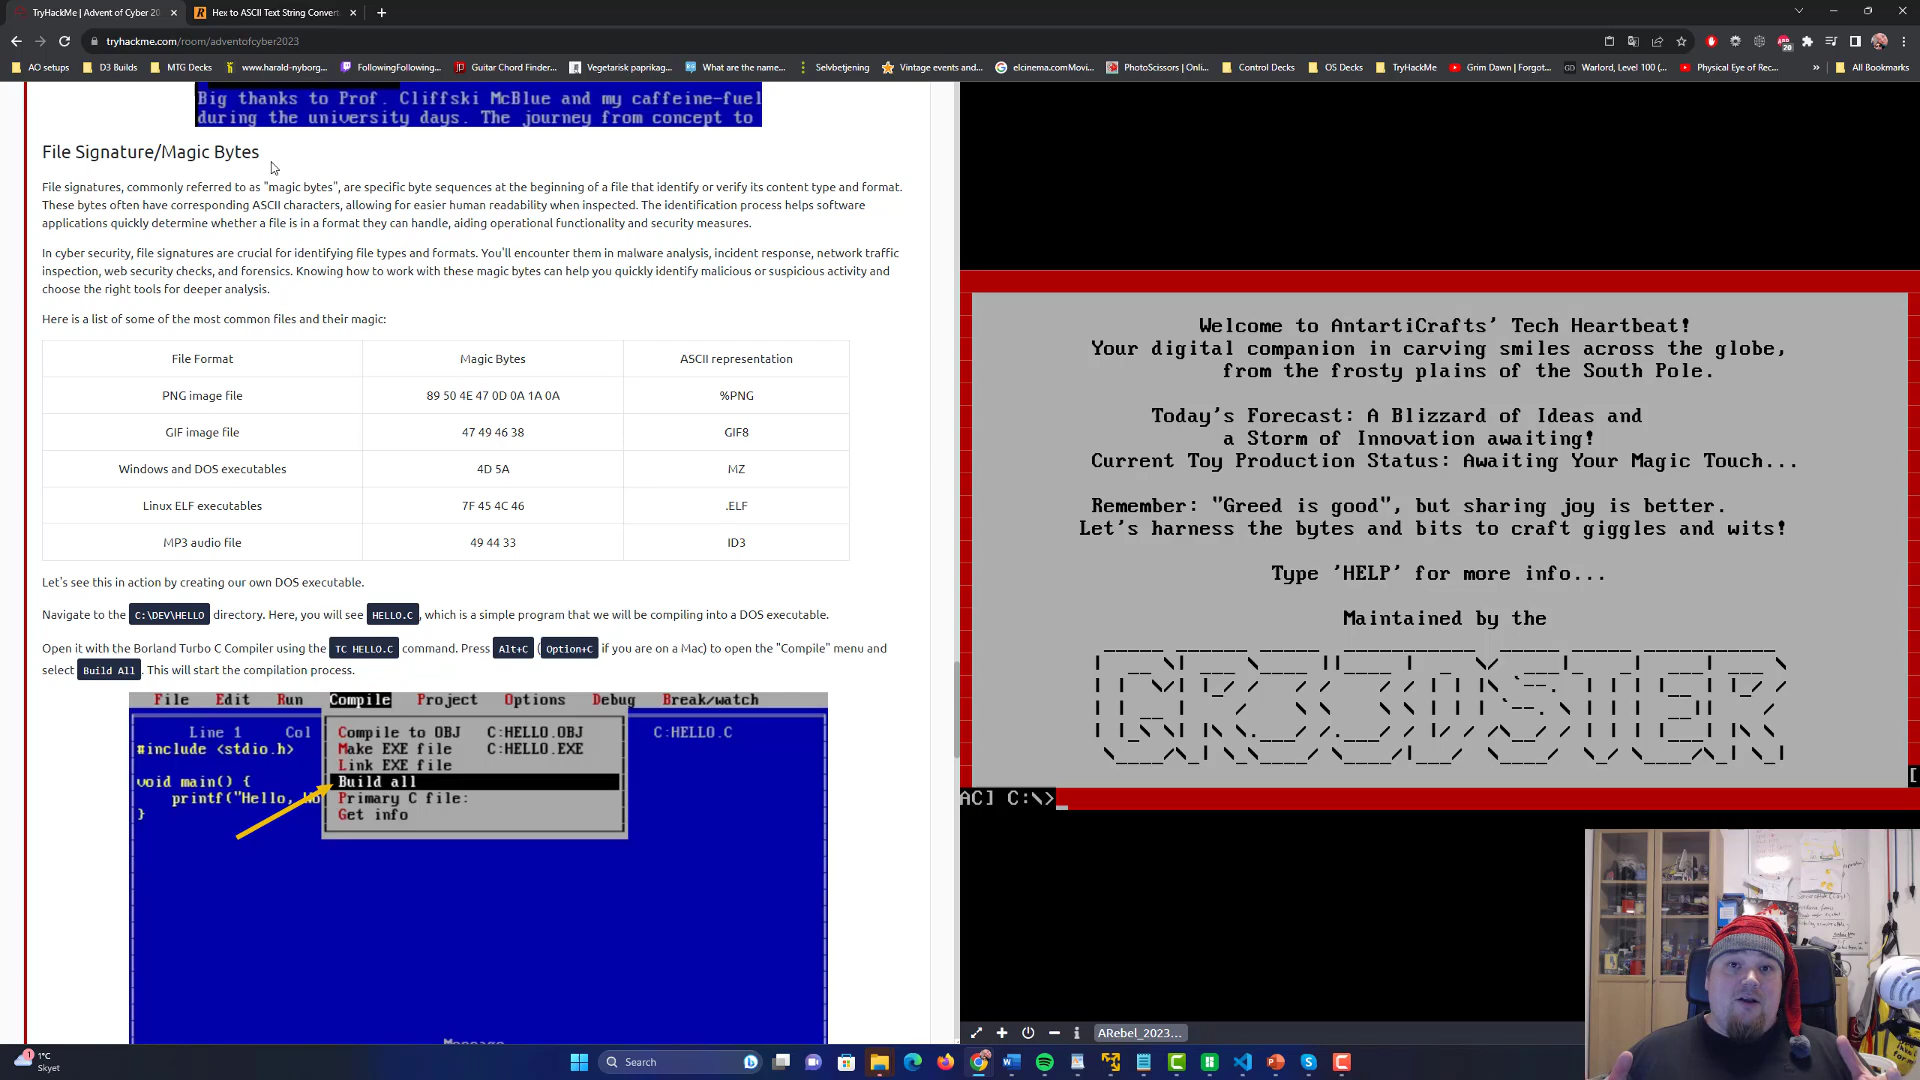 TryHackMe | Advent of Cyber 20
Hex to ASCII Text String Convert
tryhackme.com/room/adventofcyber2023
20
AO setups
D3 Builds
MTG Decks
www.harald-nyborg...
FollowingFollowing...
Guitar Chord Finder...
Vegetarisk paprikag...
What are the name...
Selvbetjening
Vintage events and...
elcinema.comMovi...
PhotoScissors | Onli...
Control Decks
OS Decks
TryHackMe
Grim Dawn | Forgot...
GD
Warlord, Level 100 (...
Physical Eye of Rec...
»
All Bookmarks
Big thanks to Prof. Cliffski McBlue and my caffeine-fuel
during the university days. The journey from concept to
File Signature/Magic Bytes
File signatures, commonly referred to as "magic bytes", are specific byte sequences at the beginning of a file that identify or verify its content type and format.
These bytes often have corresponding ASCII characters, allowing for easier human readability when inspected. The identification process helps software
applications quickly determine whether a file is in a format they can handle, aiding operational functionality and security measures.
In cyber security, file signatures are crucial for identifying file types and formats. You'll encounter them in malware analysis, incident response, network traffic
inspection, web security checks, and forensics. Knowing how to work with these magic bytes can help you quickly identify malicious or suspicious activity and
choose the right tools for deeper analysis.
Here is a list of some of the most common files and their magic:
File Format Magic Bytes ASCII representation
PNG image file 89 50 4E 47 0D 0A 1A 0A %PNG
GIF image file 47 49 46 38 GIF8
Windows and DOS executables 4D 5A MZ
Linux ELF executables 7F 45 4C 46 .ELF
MP3 audio file 49 44 33 ID3
Let's see this in action by creating our own DOS executable.
Navigate to the C:\DEV\HELLO directory. Here, you will see HELLO.C, which is a simple program that we will be compiling into a DOS executable.
Open it with the Borland Turbo C Compiler using the TC HELLO.C command. Press Alt+C (Option+C if you are on a Mac) to open the "Compile" menu and
select Build All. This will start the compilation process.
File Edit Run Compile Project Options Debug Break/watch
Line 1 Col
C:HELLO.C
#include <stdio.h>
void main() {
printf("Hello, Wo
}
Compile to OBJ C:HELLO.OBJ
Make EXE file C:HELLO.EXE
Link EXE file
Build all
Primary C file:
Get info
Message
Welcome to AntartiCrafts' Tech Heartbeat!
Your digital companion in carving smiles across the globe,
from the frosty plains of the South Pole.
Today's Forecast: A Blizzard of Ideas and
a Storm of Innovation awaiting!
Current Toy Production Status: Awaiting Your Magic Touch...
Remember: "Greed is good", but sharing joy is better.
Let's harness the bytes and bits to craft giggles and wits!
Type 'HELP' for more info...
Maintained by the
GR33DSTER
[
AC] C:\>
ARebel_2023...
1
1°C
Skyet
Search